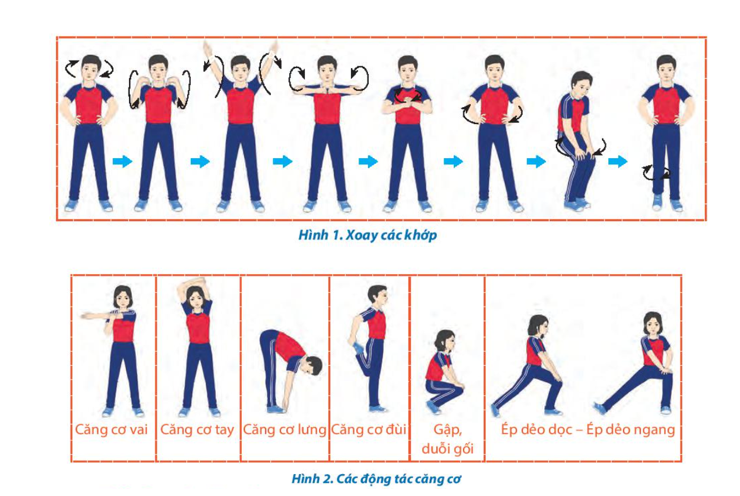 Hình 1. Xoay các khớp
Căng cơ vai
Căng cơ tay
Căng cơ lưng
Căng cơ đùi
Gập,
duỗi gối
Ép dẻo dọc – Ép dẻo ngang
Hình 2. Các động tác căng cơ